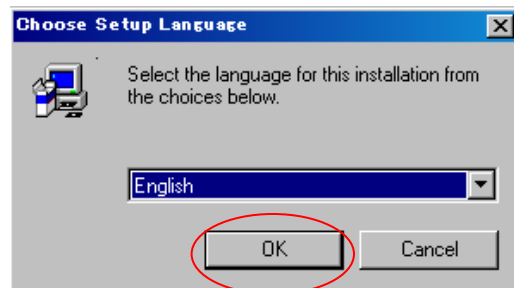 Choose Setup Language
Select the language for this installation from
the choices below.
English
OK
Cancel